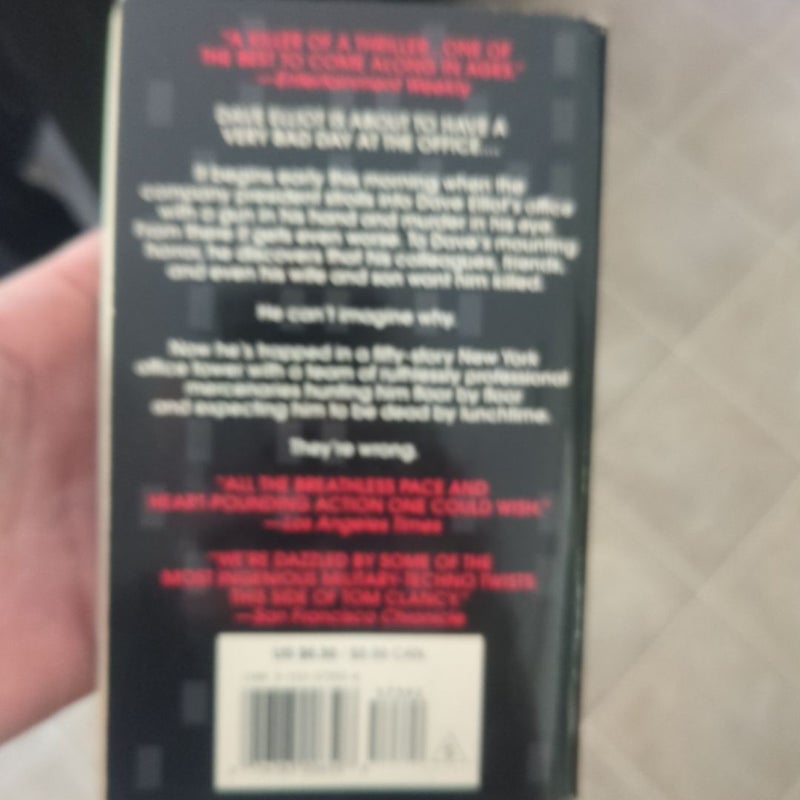 "A KILLER OF A THRILLER...ONE OF
THE BEST TO COME ALONG IN AGES."
—Entertainment Weekly
DAVE ELLIOT IS ABOUT TO HAVE A
VERY BAD DAY AT THE OFFICE...
It begins early this morning when the
company president strolls into Dave Elliot's office
with a gun in his hand and murder in his eye.
From there it gets even worse. To Dave's mounting
horror, he discovers that his colleagues, friends,
and even his wife and son want him killed.
He can't imagine why.
Now he's trapped in a fifty-story New York
office tower with a team of ruthlessly professional
mercenaries hunting him floor by floor
and expecting him to be dead by lunchtime.
They're wrong.
"ALL THE BREATHLESS PACE AND
HEART-POUNDING ACTION ONE COULD WISH."
—Los Angeles Times
"WE'RE DAZZLED BY SOME OF THE
MOST INGENIOUS MILITARY-TECHNO TWISTS
THIS SIDE OF TOM CLANCY."
—San Francisco Chronicle
US